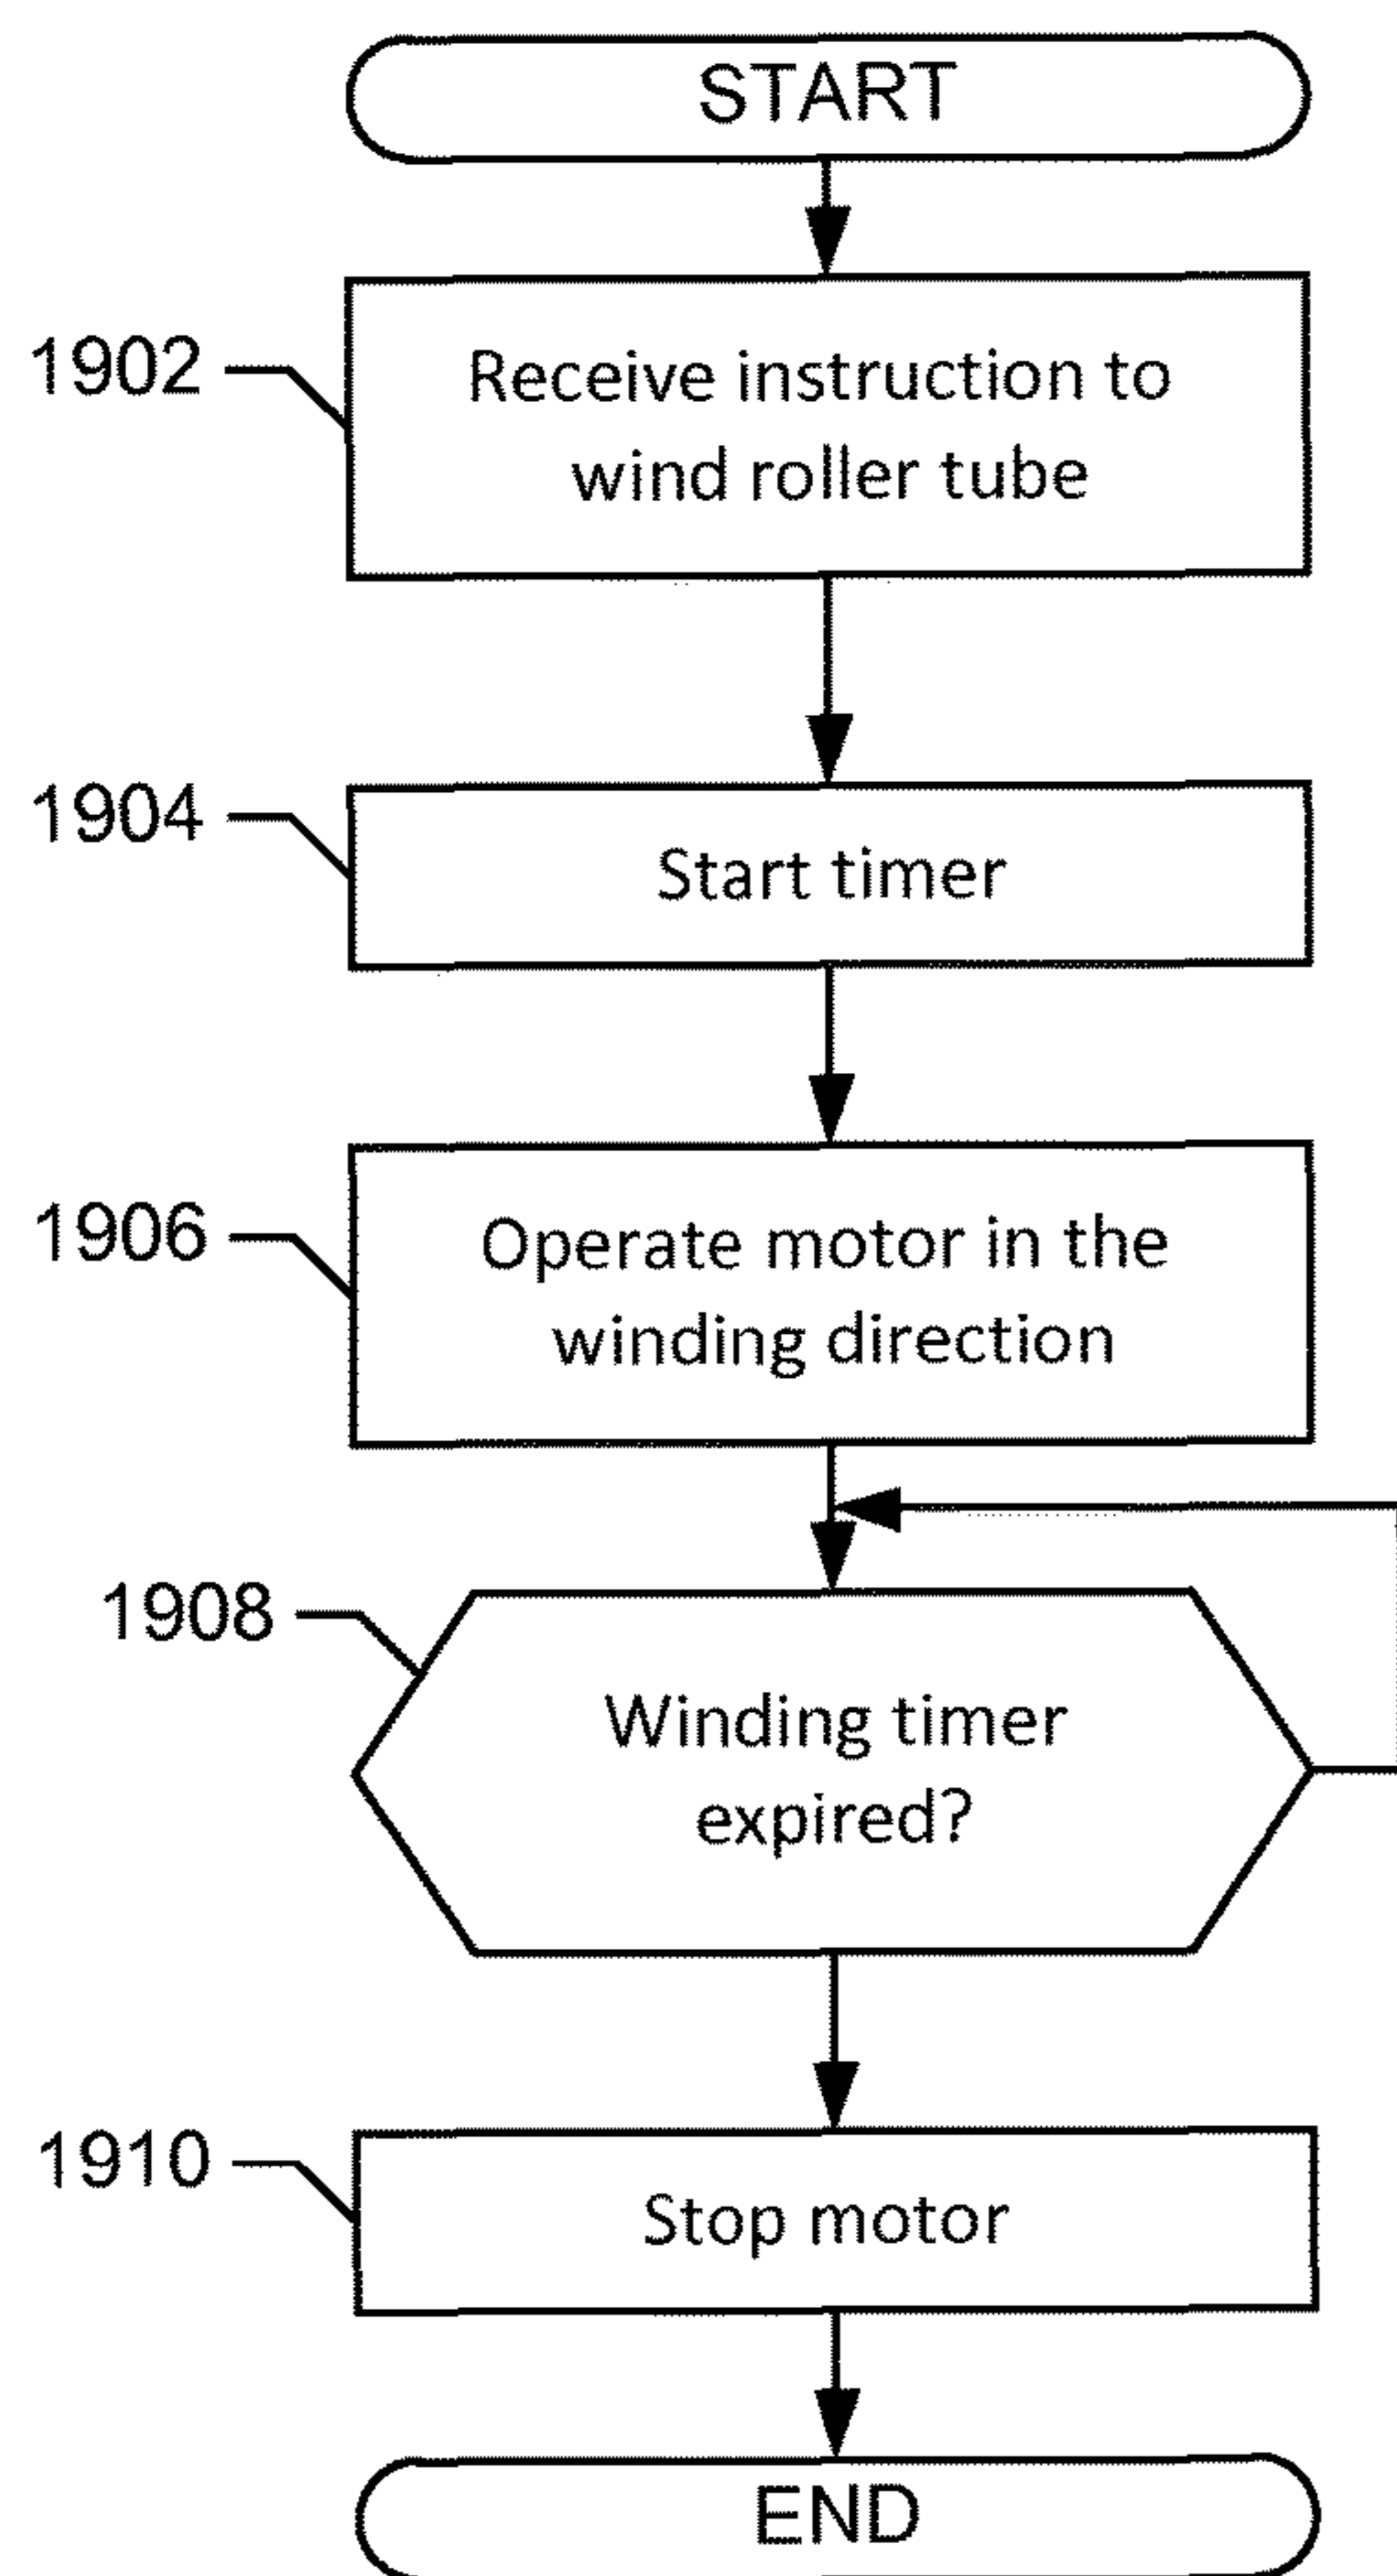 START
1902
Receive instruction to
wind roller tube
1904
Start timer
1906
Operate motor in the
winding direction
1908
Winding timer
expired?
1910
Stop motor
END